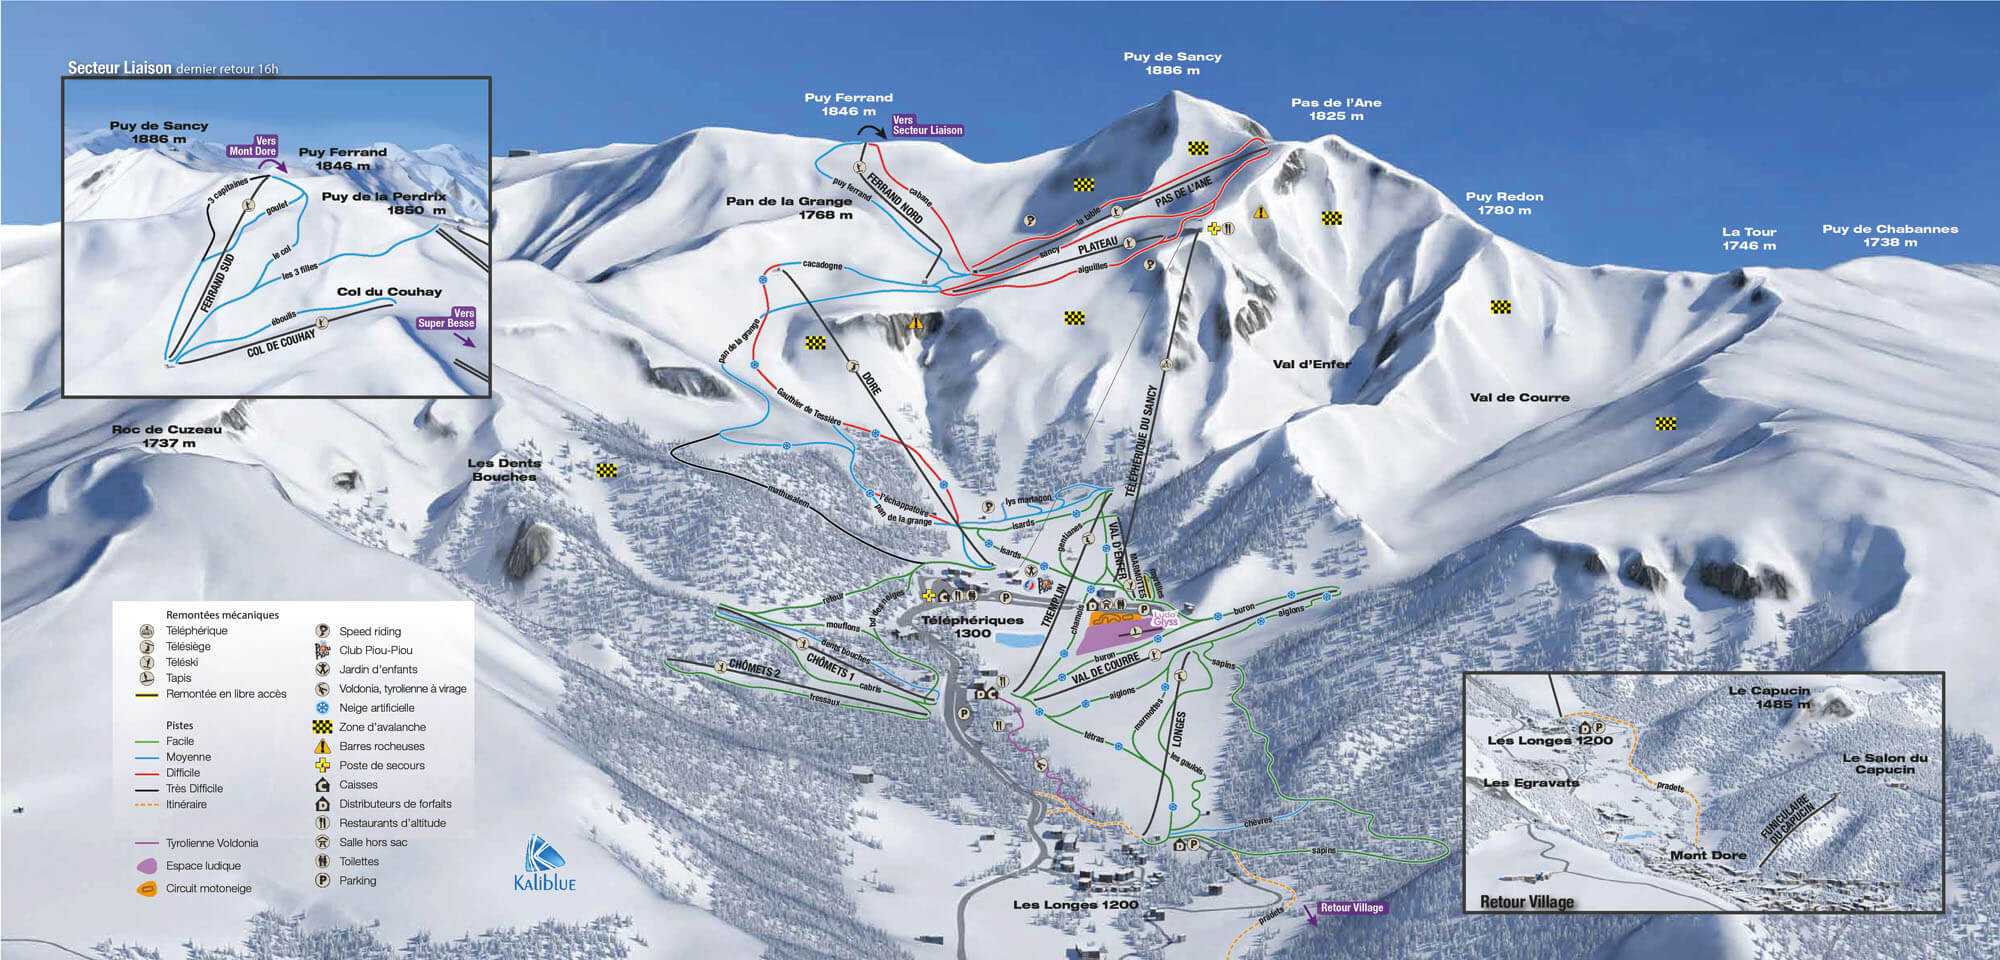 Secteur Liaison dernier retour 16h
Puy de Sancy
1886 m
Vers
Mont Dore
Puy Ferrand
1846 m
Puy de la Perdrix
1850 m
3 capitaines
goulet
le col
les 3 filles
FERRAND SUD
Col du Couhay
éboulis
COL DE COUHAY
Vers
Super Besse
Puy de Sancy
1886 m
Puy Ferrand
1846 m
Vers
Secteur Liaison
Pas de l'Ane
1825 m
Puy Redon
1780 m
La Tour
1746 m
Puy de Chabannes
1738 m
Pan de la Grange
1768 m
puy ferrand
FERRAND NORD
cabane
la table
PAS DE L'ANE
sancy
PLATEAU
aiguilles
cacadogne
pan de la grange
DORE
Gauthier de Tessière
TÉLÉPHÉRIQUE DU SANCY
Val d'Enfer
Val de Courre
Roc de Cuzeau
1737 m
Les Dents
Bouches
mathusalem
l'échappatoire
pan de la grange
lys martagon
isards
isards
gentianes
VAL D'ENFER
MARMOTTES
retour
bd des neiges
mouflons
dents bouches
CHÔMETS 1
CHÔMETS 2
cabris
fressaux
Téléphériques
1300
TREMPLIN
chamois
Ludo
Glyss
buron
aiglons
buron
VAL DE COURRE
aiglons
sapins
marmottes
LONGES
tétras
les gaulois
chèvres
sapins
Les Longes 1200
pradets
Retour Village
Remontées mécaniques
Téléphérique
Télésiège
Téléski
Tapis
Remontée en libre accès
Pistes
Facile
Moyenne
Difficile
Très Difficile
Itinéraire
Tyrolienne Voldonia
Espace ludique
Circuit motoneige
Speed riding
Club Piou-Piou
Jardin d'enfants
Voldonia, tyrolienne à virage
Neige artificielle
Zone d'avalanche
Barres rocheuses
Poste de secours
Caisses
Distributeurs de forfaits
Restaurants d'altitude
Salle hors sac
Toilettes
Parking
KALIBLUE
Le Capucin
1485 m
Les Longes 1200
Le Salon du
Capucin
Les Egravats
pradets
FUNICULAIRE
DU CAPUCIN
Mont Dore
Retour Village